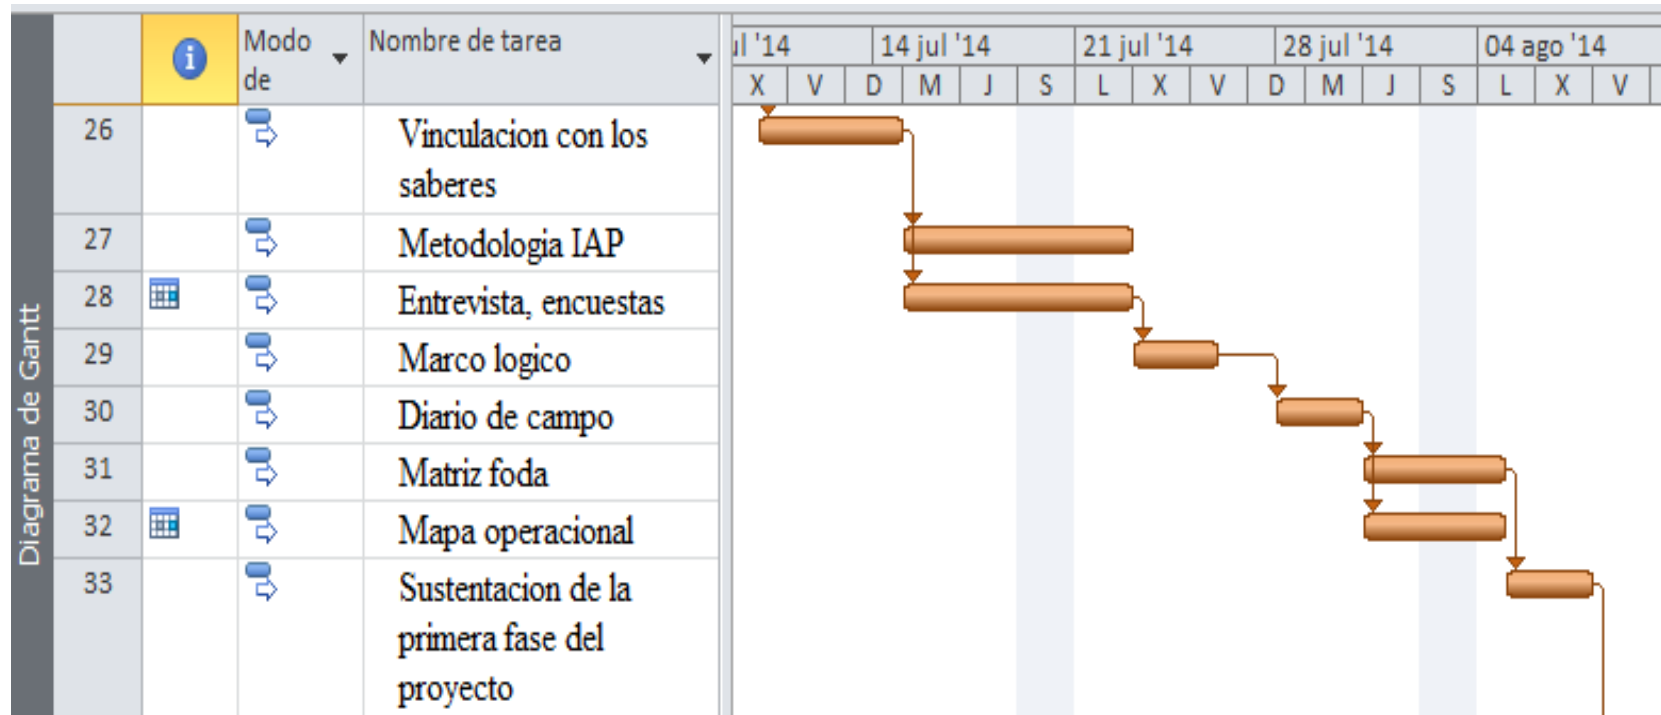 Modo de
Nombre de tarea
ul '14
14 jul '14
21 jul '14
28 jul '14
04 ago '14
X V D M J S L X V D M J S L X V
26
Vinculacion con los
saberes
27
Metodologia IAP
28
Entrevista, encuestas
29
Marco logico
30
Diario de campo
31
Matriz foda
32
Mapa operacional
33
Sustentacion de la
primera fase del
proyecto
Diagrama de Gantt